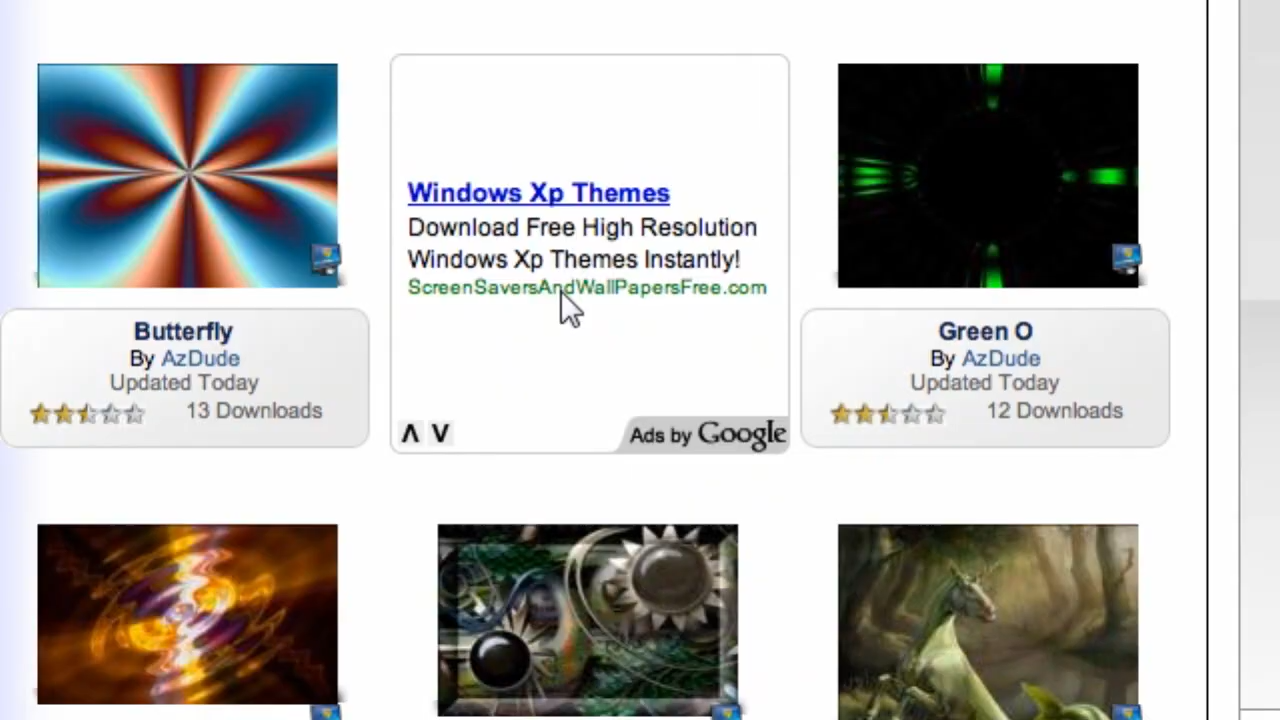 Windows Xp Themes
Download Free High Resolution
Windows Xp Themes Instantly!
ScreenSaversAndWallPapersFree.com
Ads by Google
Butterfly
By AzDude
Updated Today
13 Downloads
Green O
By AzDude
Updated Today
12 Downloads